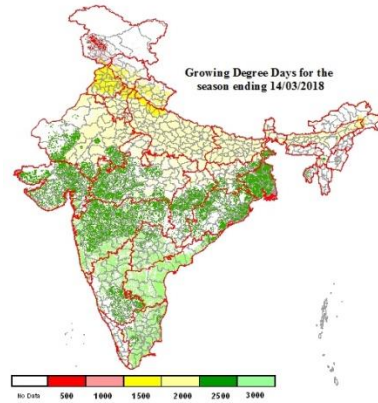 Growing Degree Days for the
season ending 14/03/2018
No Data 500 1000 1500 2000 2500 3000